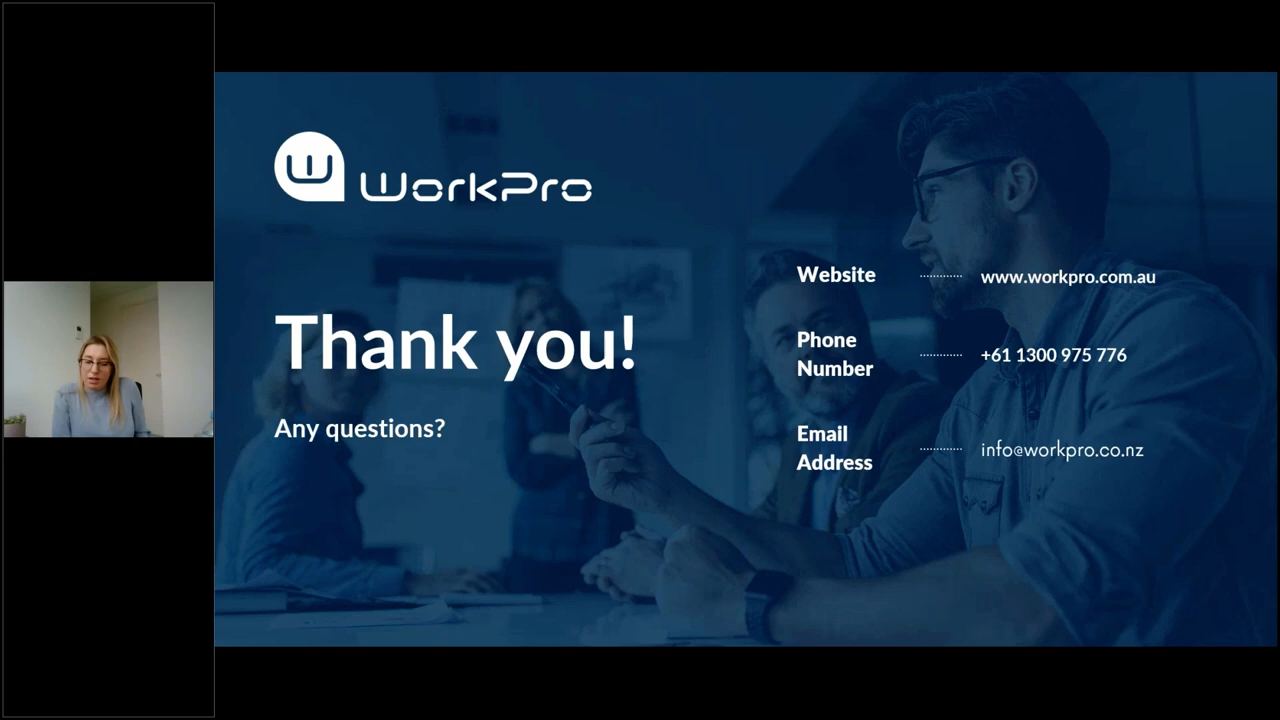 WorkPro
Thank you!
Any questions?
Website
www.workpro.com.au
Phone
Number
+61 1300 975 776
Email
Address
info@workpro.co.nz